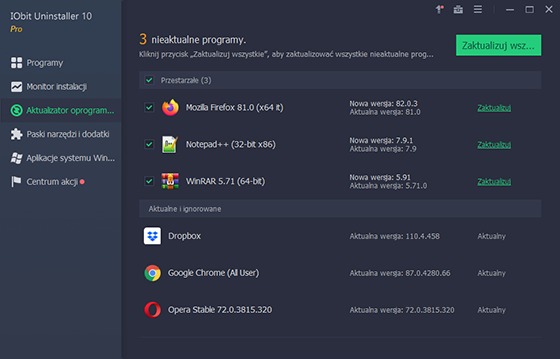 IObit Uninstaller 10
Pro
Programy
Monitor instalacji
Aktualizator oprogram...
Paski narzędzi i dodatki
Aplikacje systemu Win...
Centrum akcji
3 nieaktualne programy.
Kliknij przycisk „Zaktualizuj wszystkie”, aby zaktualizować wszystkie nieaktualne prog...
Zaktualizuj wsz...
Przestarzałe (3)
Mozilla Firefox 81.0 (x64 it)
Nowa wersja: 82.0.3
Aktualna wersja: 81.0
Zaktualizuj
Notepad++ (32-bit x86)
Nowa wersja: 7.9.1
Aktualna wersja: 7.9
Zaktualizuj
WinRAR 5.71 (64-bit)
Nowa wersja: 5.91
Aktualna wersja: 5.71.0
Zaktualizuj
Aktualne i ignorowane
Dropbox
Aktualna wersja: 110.4.458
Aktualny
Google Chrome (All User)
Aktualna wersja: 87.0.4280.66
Aktualny
Opera Stable 72.0.3815.320
Aktualna wersja: 72.0.3815.320
Aktualny